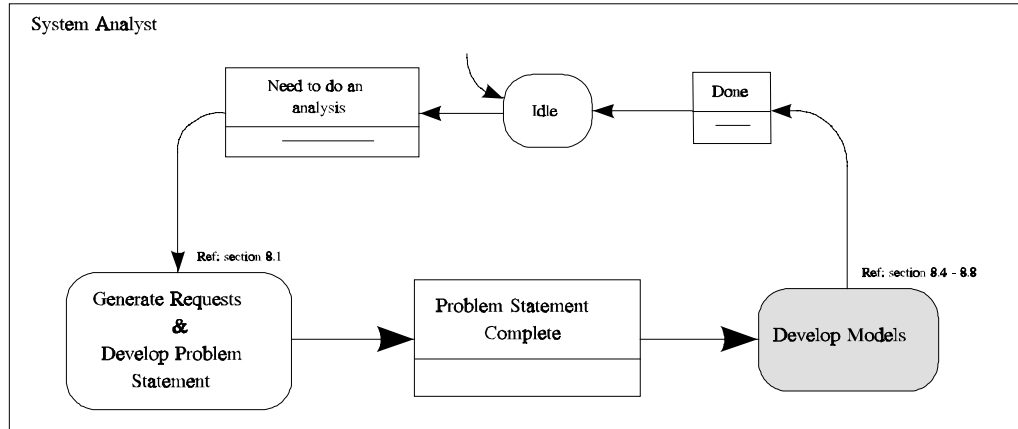 System Analyst
Need to do an
analysis
Idle
Done
Ref: section 8.1
Ref: section 8.4 - 8.8
Generate Requests
&
Develop Problem
Statement
Problem Statement
Complete
Develop Models